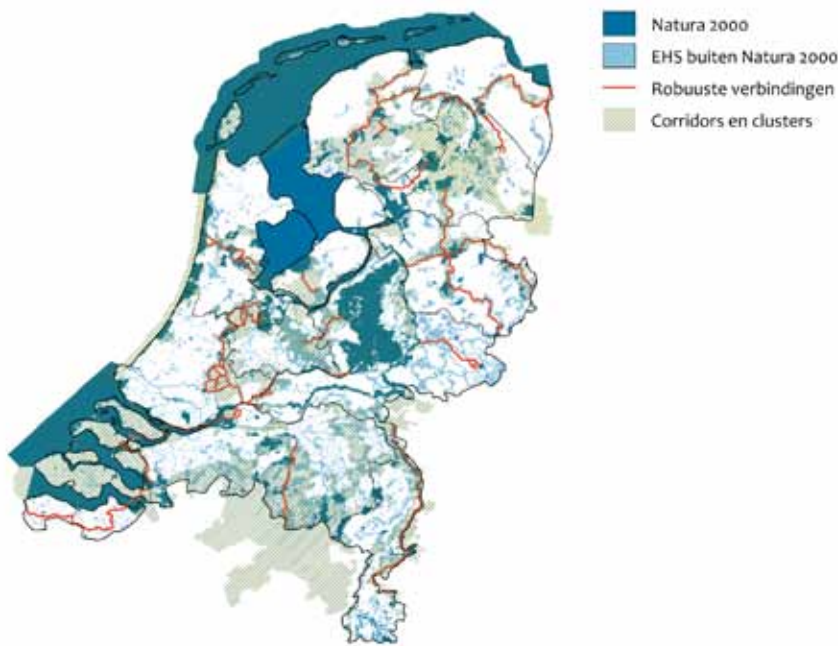 Natura 2000
EHS buiten Natura 2000
Robuuste verbindingen
Corridors en clusters